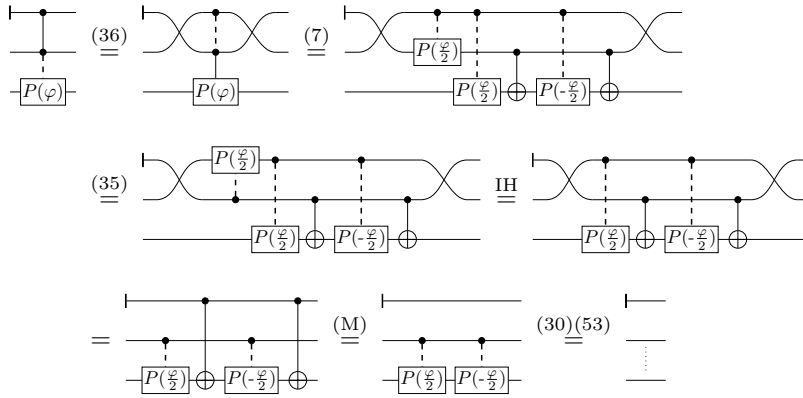 (36) = (7) =
P(φ) P(φ) P(φ/2) P(φ/2) P(-φ/2)
(35) = P(φ/2) IH =
P(φ/2) P(-φ/2) P(φ/2) P(-φ/2)
= (M) = (30)(53) =
P(φ/2) P(-φ/2) P(φ/2) P(-φ/2)